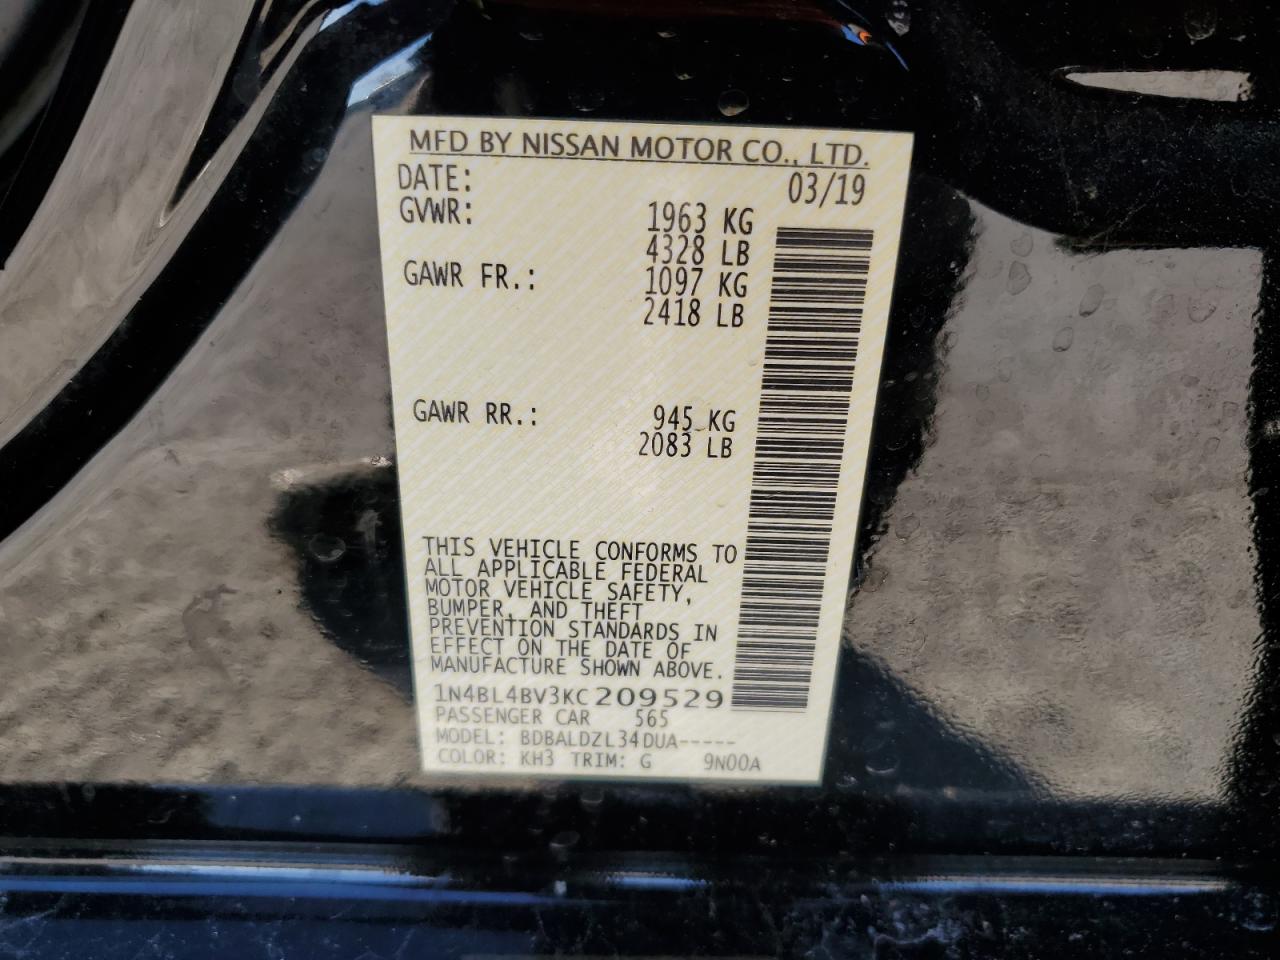 MFD BY NISSAN MOTOR CO., LTD.
DATE: 03/19
GVWR: 1963 KG
4328 LB
GAWR FR.: 1097 KG
2418 LB
GAWR RR.: 945 KG
2083 LB
THIS VEHICLE CONFORMS TO
ALL APPLICABLE FEDERAL
MOTOR VEHICLE SAFETY,
BUMPER, AND THEFT
PREVENTION STANDARDS IN
EFFECT ON THE DATE OF
MANUFACTURE SHOWN ABOVE.
1N4BL4BV3KC209529
PASSENGER CAR 565
MODEL: BDBALDZL34DUA-----
COLOR: KH3 TRIM: G 9N00A